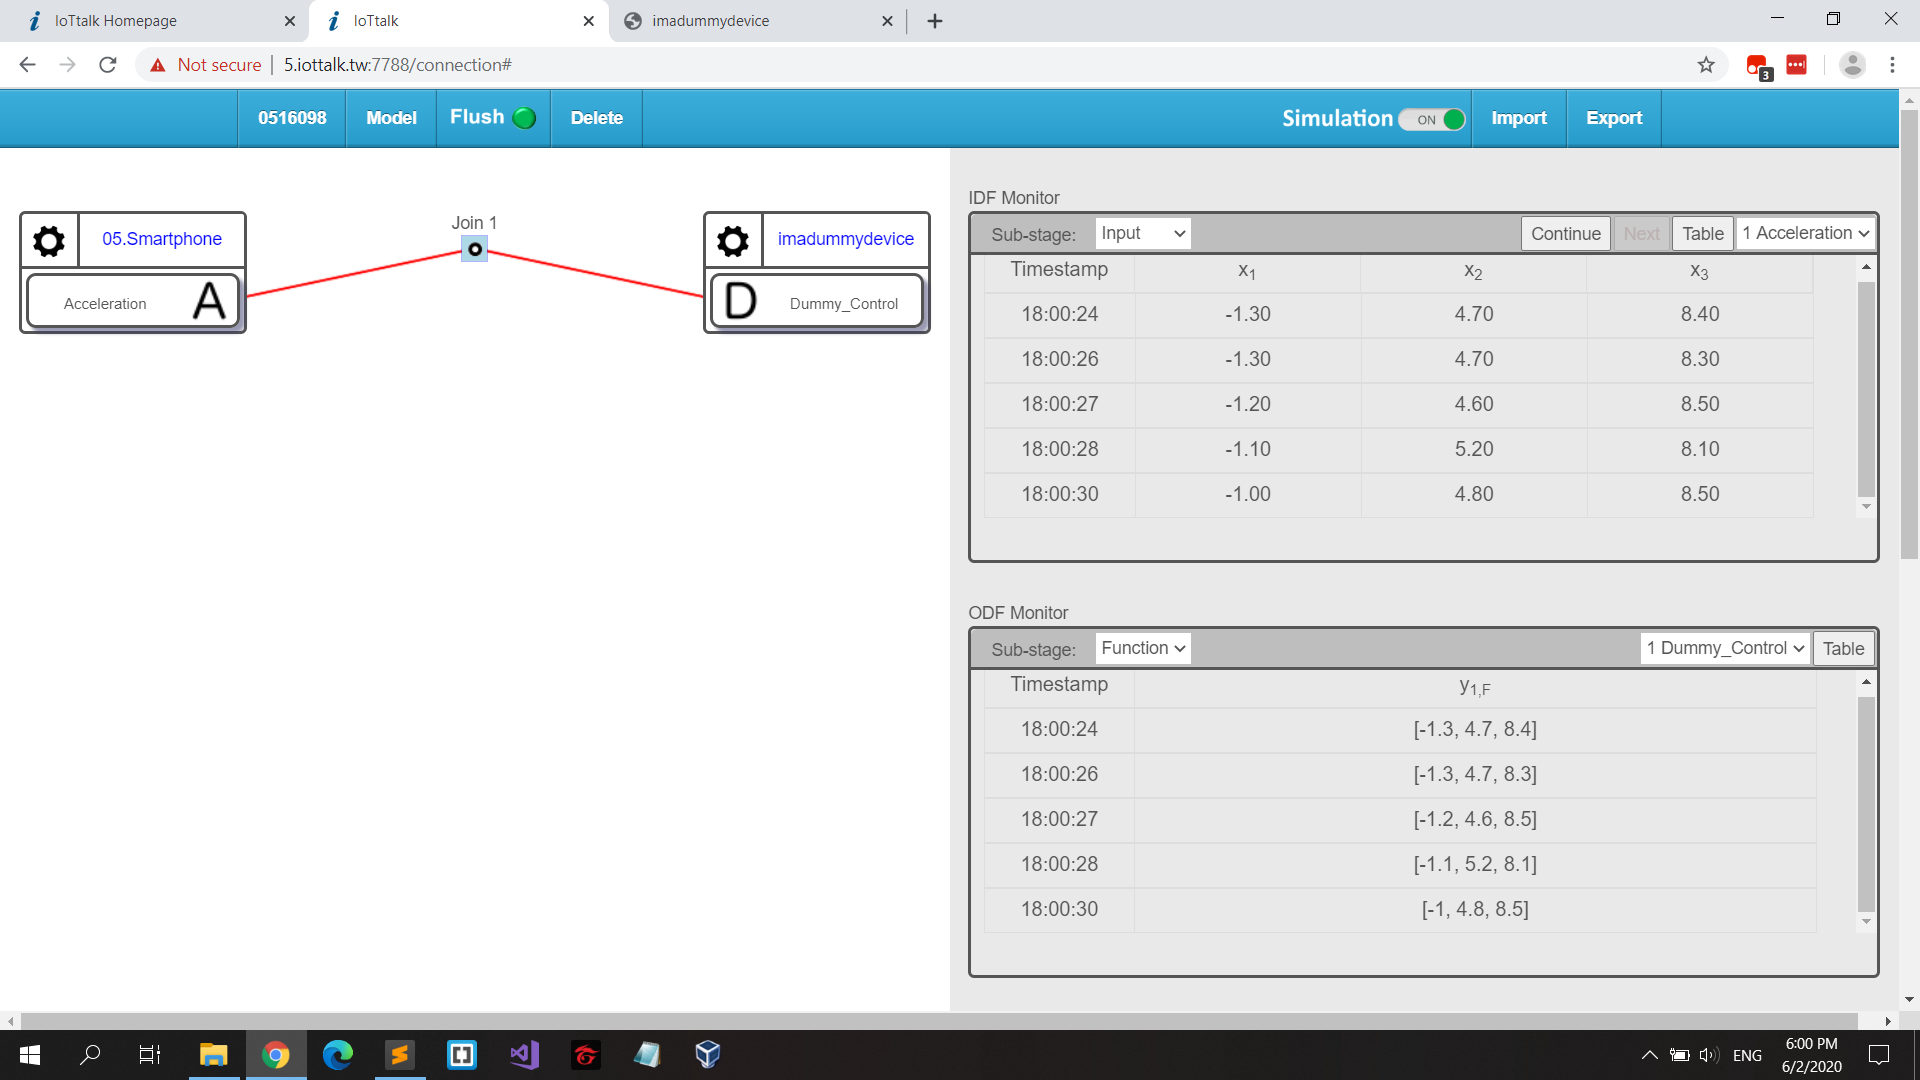 IoTtalk Homepage
IoTtalk
imadummydevice
Not secure
5.iottalk.tw:7788/connection#
3
0516098
Model
Flush
Delete
Simulation
ON
Import
Export
Join 1
05.Smartphone
Acceleration
A
imadummydevice
D
Dummy_Control
IDF Monitor
Sub-stage: Input Continue Next Table 1 Acceleration
Timestamp x1 x2 x3
18:00:24 -1.30 4.70 8.40
18:00:26 -1.30 4.70 8.30
18:00:27 -1.20 4.60 8.50
18:00:28 -1.10 5.20 8.10
18:00:30 -1.00 4.80 8.50
ODF Monitor
Sub-stage: Function 1 Dummy_Control Table
Timestamp y1,F
18:00:24 [-1.3, 4.7, 8.4]
18:00:26 [-1.3, 4.7, 8.3]
18:00:27 [-1.2, 4.6, 8.5]
18:00:28 [-1.1, 5.2, 8.1]
18:00:30 [-1, 4.8, 8.5]
ENG
6:00 PM
6/2/2020